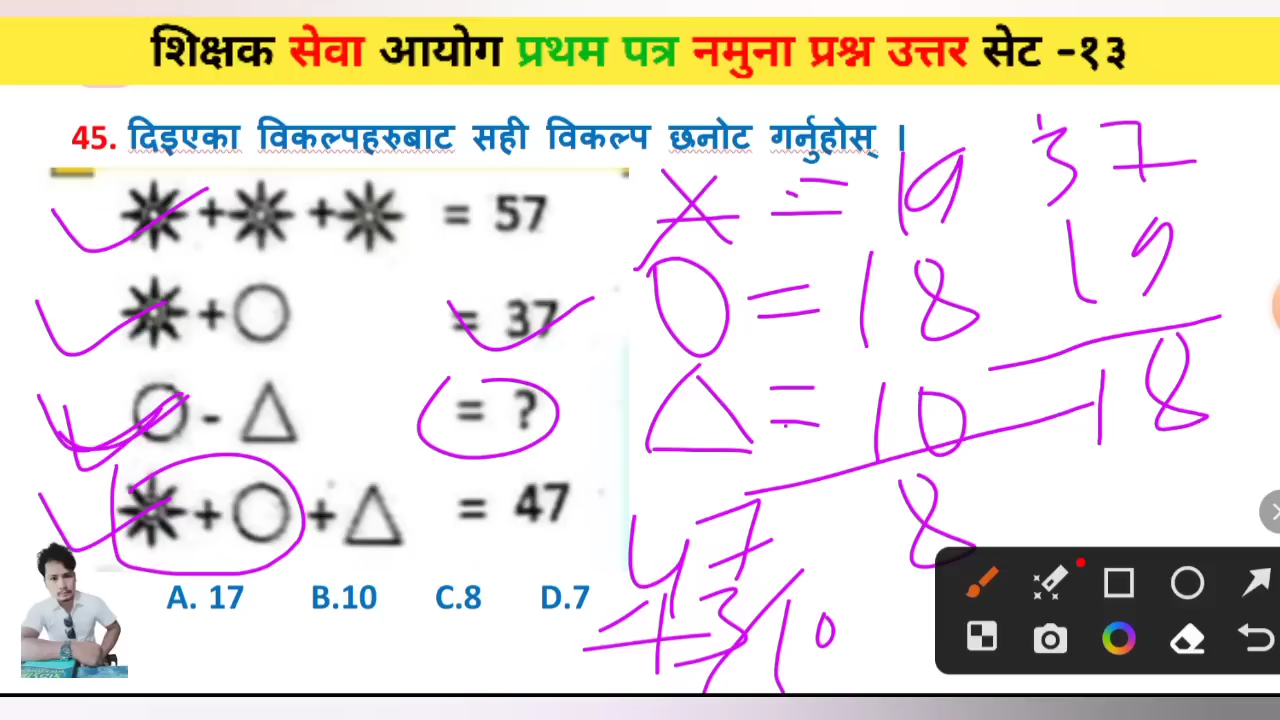 शिक्षक सेवा आयोग प्रथम पत्र नमुना प्रश्न उत्तर सेट -१३
45. दिइएका विकल्पहरुबाट सही विकल्प छनोट गर्नुहोस् ।
+ + = 57
+ = 37
- = ?
+ + = 47
A. 17 B.10 C.8 D.7
= 19
= 18
= 10
8
37
19
18
47
37
10